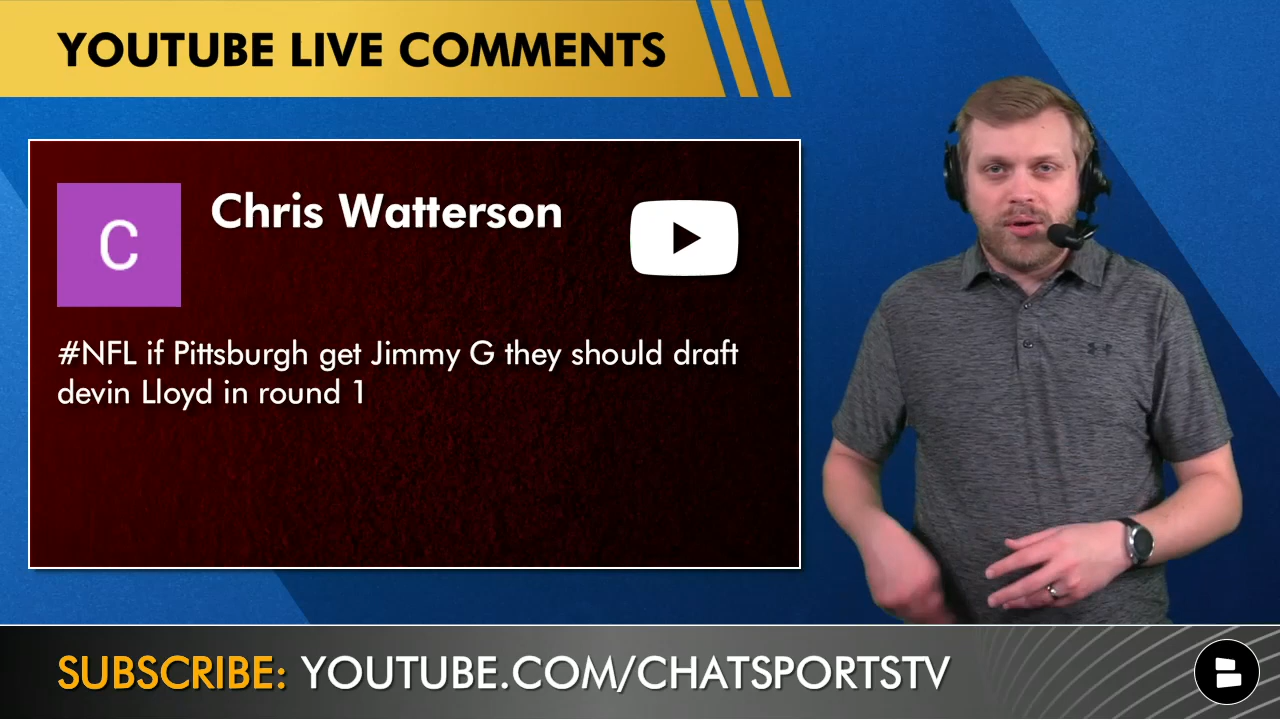 YOUTUBE LIVE COMMENTS
C
Chris Watterson
#NFL if Pittsburgh get Jimmy G they should draft
devin Lloyd in round 1
SUBSCRIBE: YOUTUBE.COM/CHATSPORTSTV